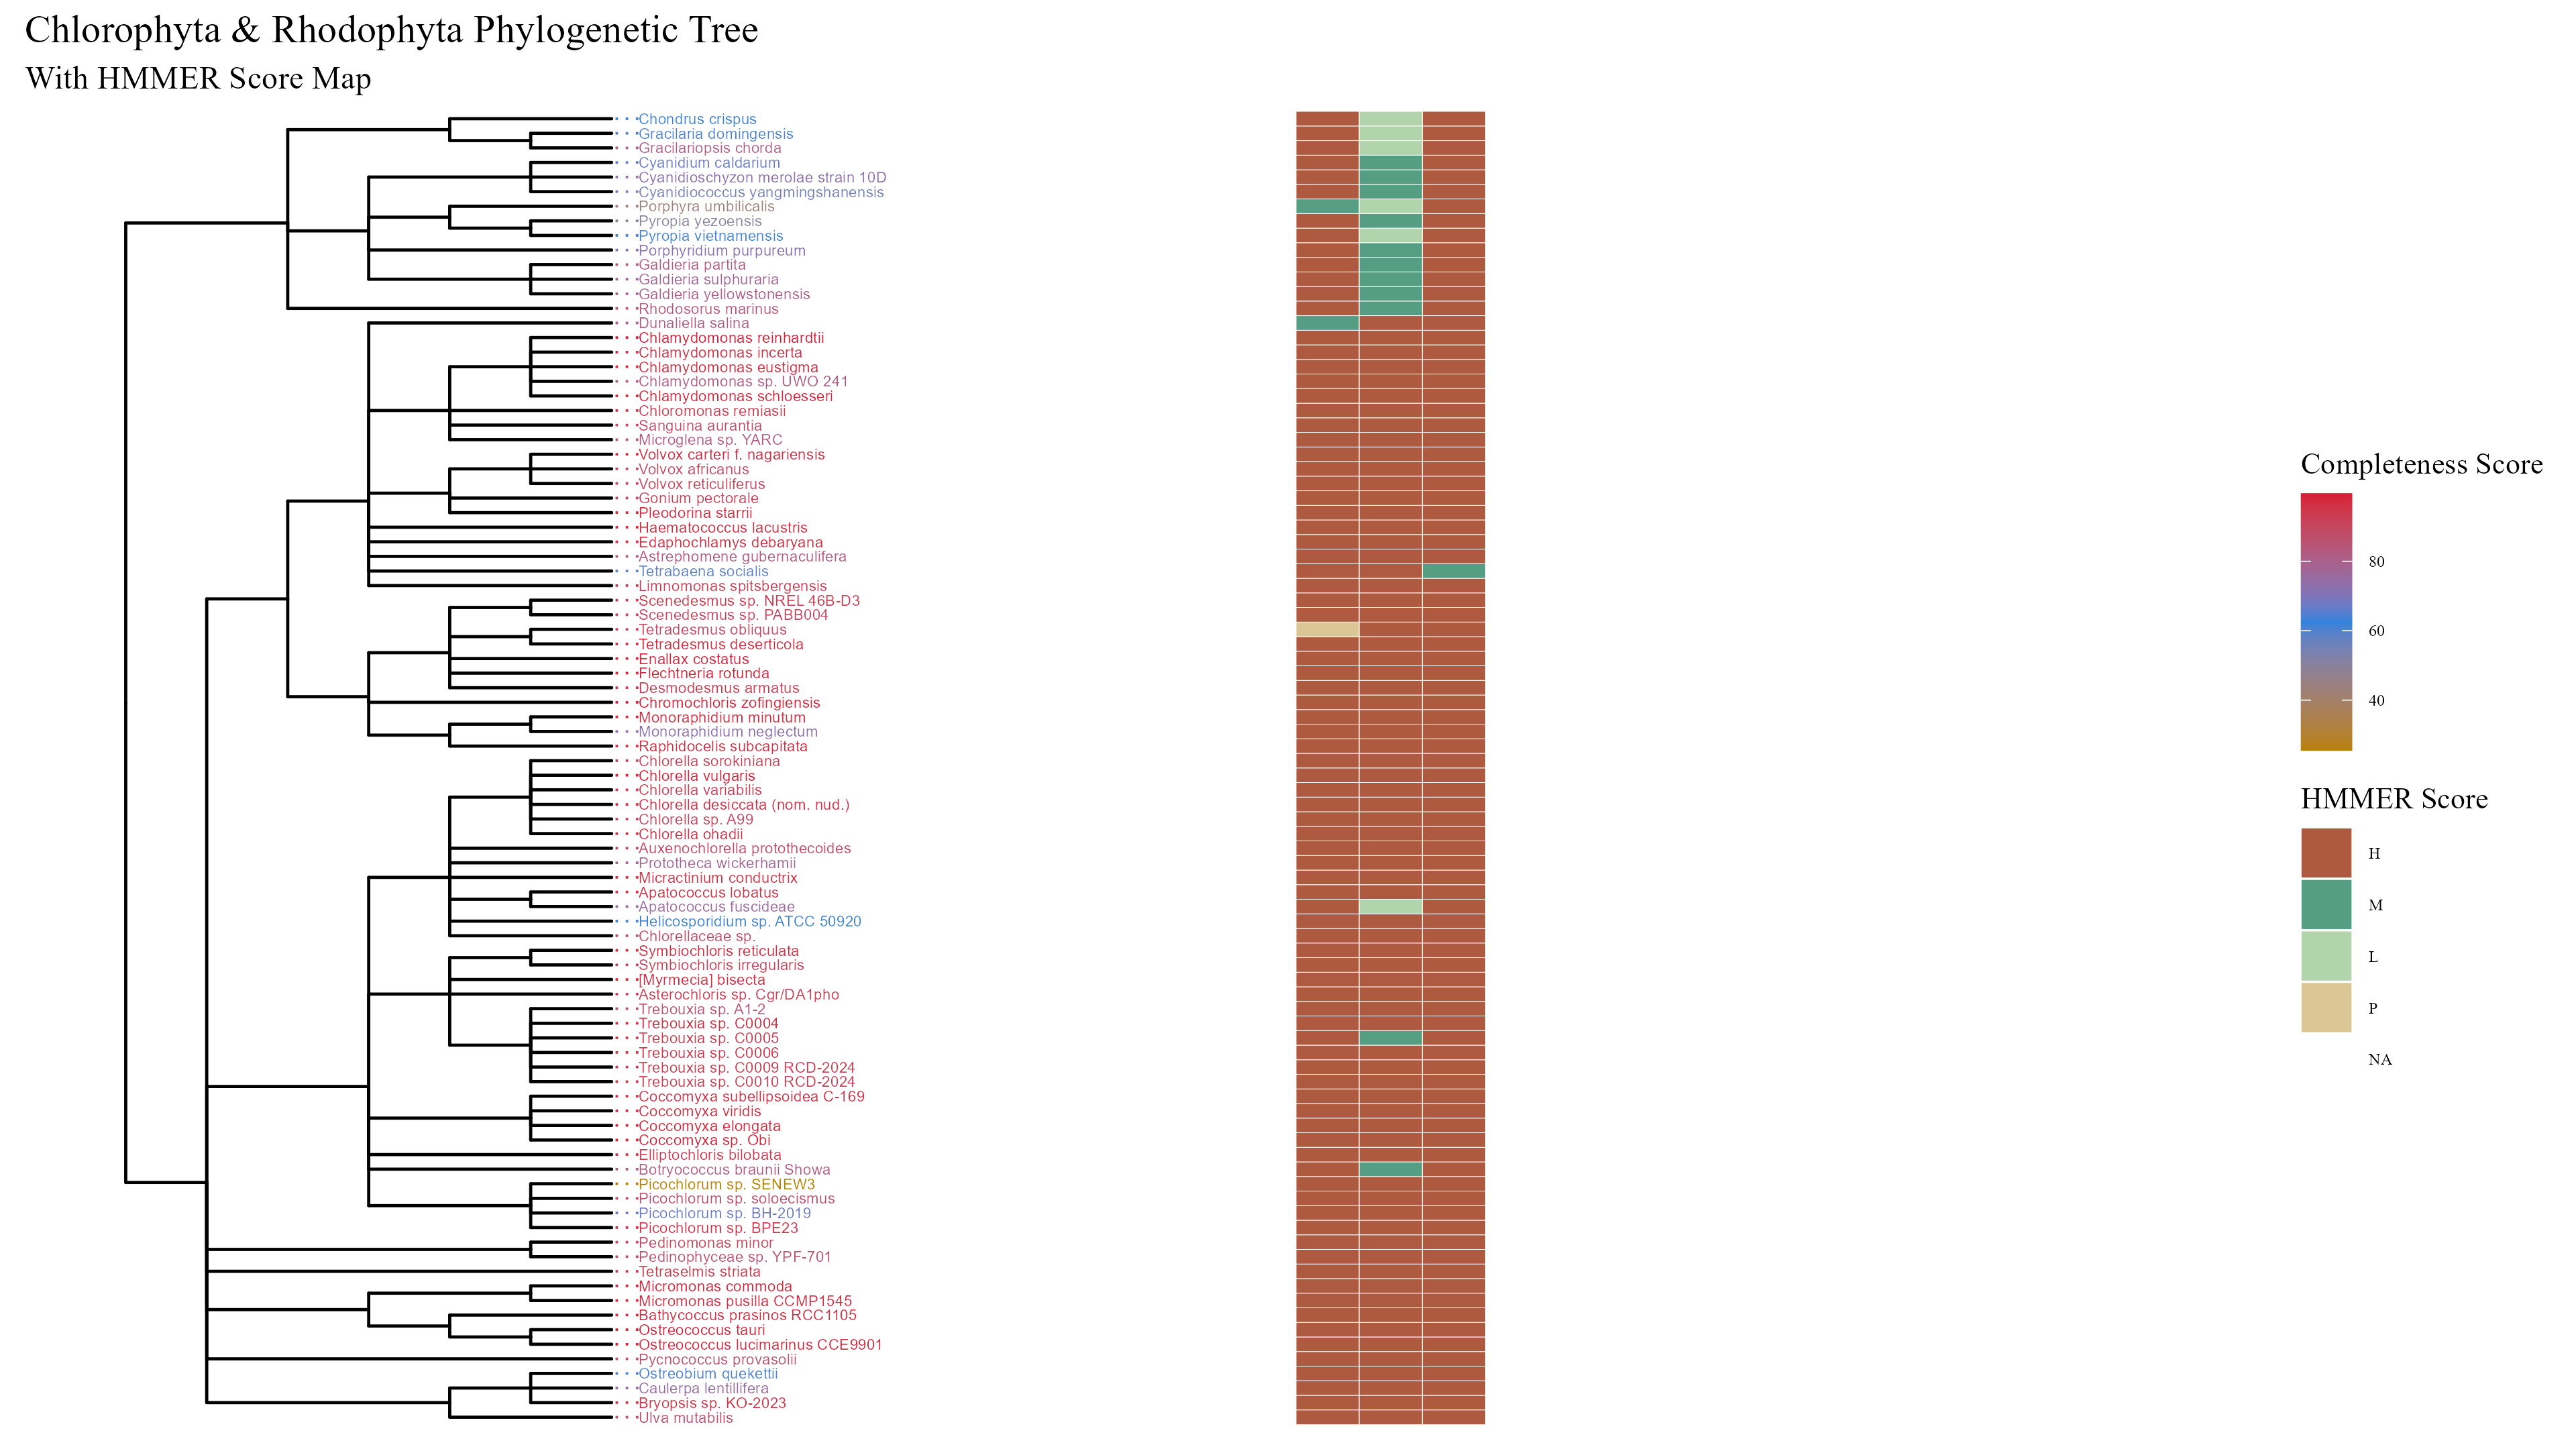 Chlorophyta & Rhodophyta Phylogenetic Tree
With HMMER Score Map
Chondrus crispus
Gracilaria domingensis
Gracilariopsis chorda
Cyanidium caldarium
Cyanidioschyzon merolae strain 10D
Cyanidiococcus yangmingshanensis
Porphyra umbilicalis
Pyropia yezoensis
Pyropia vietnamensis
Porphyridium purpureum
Galdieria partita
Galdieria sulphuraria
Galdieria yellowstonensis
Rhodosorus marinus
Dunaliella salina
Chlamydomonas reinhardtii
Chlamydomonas incerta
Chlamydomonas eustigma
Chlamydomonas sp. UWO 241
Chlamydomonas schloesseri
Chloromonas remiasii
Sanguina aurantia
Microglena sp. YARC
Volvox carteri f. nagariensis
Volvox africanus
Volvox reticuliferus
Gonium pectorale
Pleodorina starrii
Haematococcus lacustris
Edaphochlamys debaryana
Astrephomene gubernaculifera
Tetrabaena socialis
Limnomonas spitsbergensis
Scenedesmus sp. NREL 46B-D3
Scenedesmus sp. PABB004
Tetradesmus obliquus
Tetradesmus deserticola
Enallax costatus
Flechtneria rotunda
Desmodesmus armatus
Chromochloris zofingiensis
Monoraphidium minutum
Monoraphidium neglectum
Raphidocelis subcapitata
Chlorella sorokiniana
Chlorella vulgaris
Chlorella variabilis
Chlorella desiccata (nom. nud.)
Chlorella sp. A99
Chlorella ohadii
Auxenochlorella protothecoides
Prototheca wickerhamii
Micractinium conductrix
Apatococcus lobatus
Apatococcus fuscideae
Helicosporidium sp. ATCC 50920
Chlorellaceae sp.
Symbiochloris reticulata
Symbiochloris irregularis
[Myrmecia] bisecta
Asterochloris sp. Cgr/DA1pho
Trebouxia sp. A1-2
Trebouxia sp. C0004
Trebouxia sp. C0005
Trebouxia sp. C0006
Trebouxia sp. C0009 RCD-2024
Trebouxia sp. C0010 RCD-2024
Coccomyxa subellipsoidea C-169
Coccomyxa viridis
Coccomyxa elongata
Coccomyxa sp. Obi
Elliptochloris bilobata
Botryococcus braunii Showa
Picochlorum sp. SENEW3
Picochlorum sp. soloecismus
Picochlorum sp. BH-2019
Picochlorum sp. BPE23
Pedinomonas minor
Pedinophyceae sp. YPF-701
Tetraselmis striata
Micromonas commoda
Micromonas pusilla CCMP1545
Bathycoccus prasinos RCC1105
Ostreococcus tauri
Ostreococcus lucimarinus CCE9901
Pycnococcus provasolii
Ostreobium quekettii
Caulerpa lentillifera
Bryopsis sp. KO-2023
Ulva mutabilis
Completeness Score
80
60
40
HMMER Score
H
M
L
P
NA